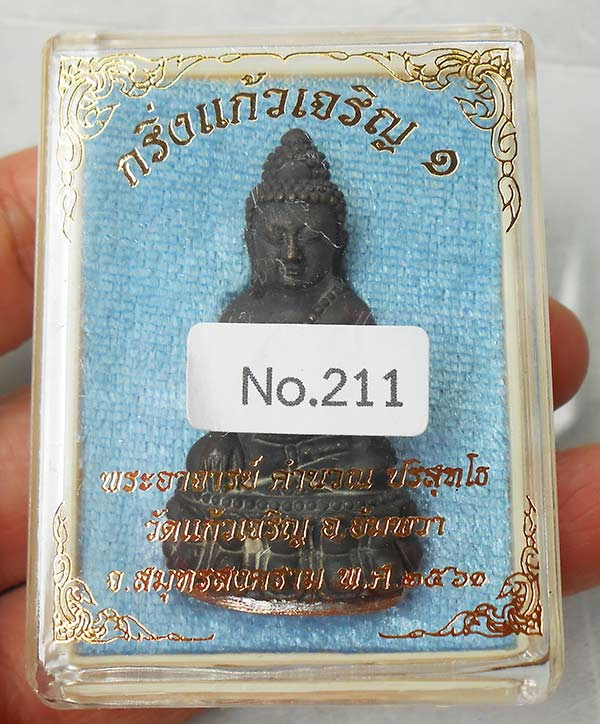 กริ่งแก้วเจริญ ๑
No.211
พระอาจารย์ คำนวณ ปริสุทฺโธ
วัดแก้วเจริญ อ.อัมพวา
จ.สมุทรสงคราม พ.ศ.๒๕๖๑